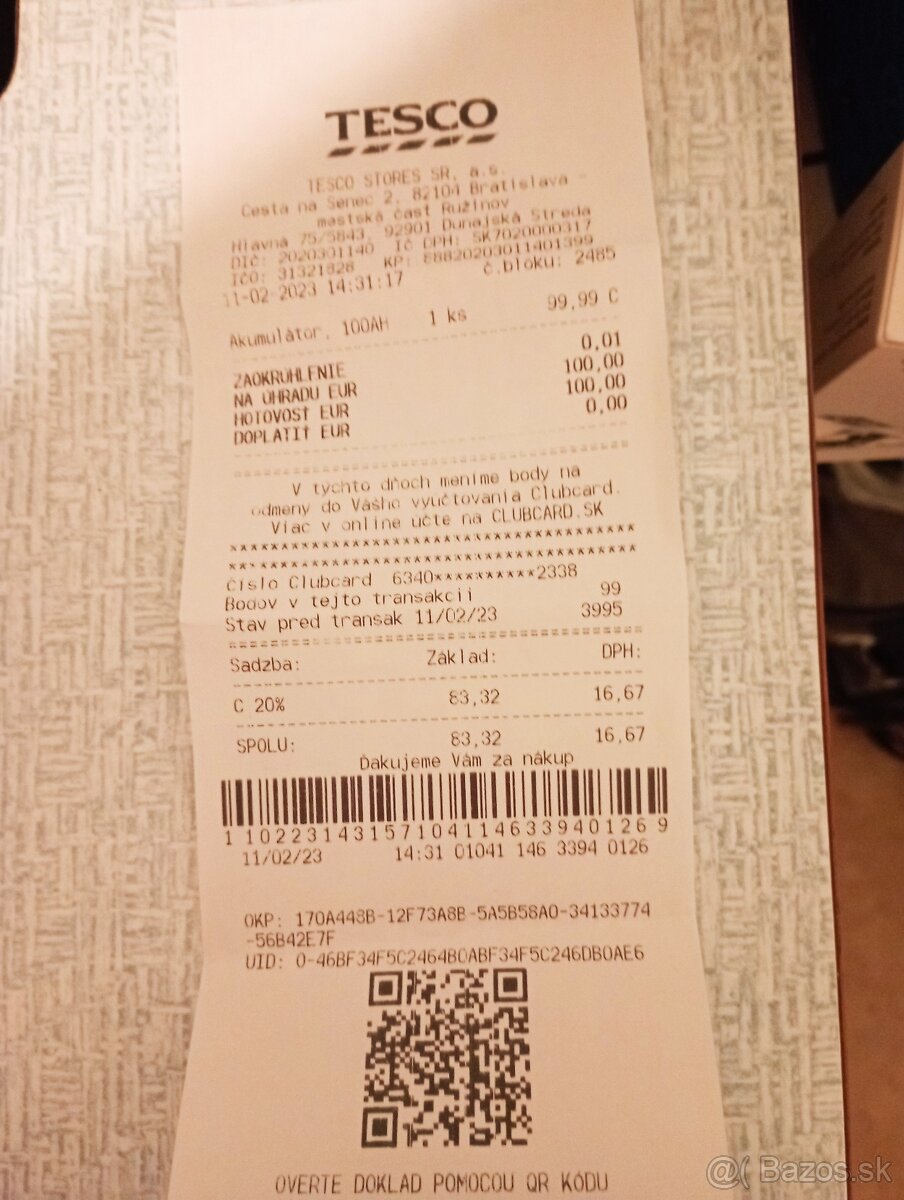 TESCO
TESCO STORES SR, a.s.
Cesta na Senec 2, 82104 Bratislava -
mestská časť Ružinov
Hlavná 75/5843, 92901 Dunajská Streda
DIČ: 2020301140 IČ DPH: SK7020000317
IČO: 31321828 KP: 88820203011401399
11-02-2023 14:31:17 č.bloku: 2485
Akumulátor, 100AH 1 ks 99,99 C
ZAOKRÚHLENIE 0,01
NA ÚHRADU EUR 100,00
HOTOVOSŤ EUR 100,00
DOPLATIŤ EUR 0,00
V týchto dňoch meníme body na
odmeny do Vášho vyúčtovania Clubcard.
Viac v online účte na CLUBCARD.SK
***************************************
***************************************
Číslo Clubcard 6340**********2338
Bodov v tejto transakcii 99
Stav pred transak 11/02/23 3995
Sadzba: Základ: DPH:
C 20% 83,32 16,67
SPOLU: 83,32 16,67
Ďakujeme Vám za nákup
1 1022314315710411463394012​6 9
11/02/23 14:31 01041 146 3394 0126
OKP: 170A448B-12F73A8B-5A5B58A0-34133774
-56B42E7F
UID: 0-46BF34F5C2464B0ABF34F5C246DB0AE6
OVERTE DOKLAD POMOCOU QR KÓDU
@( Bazos.sk